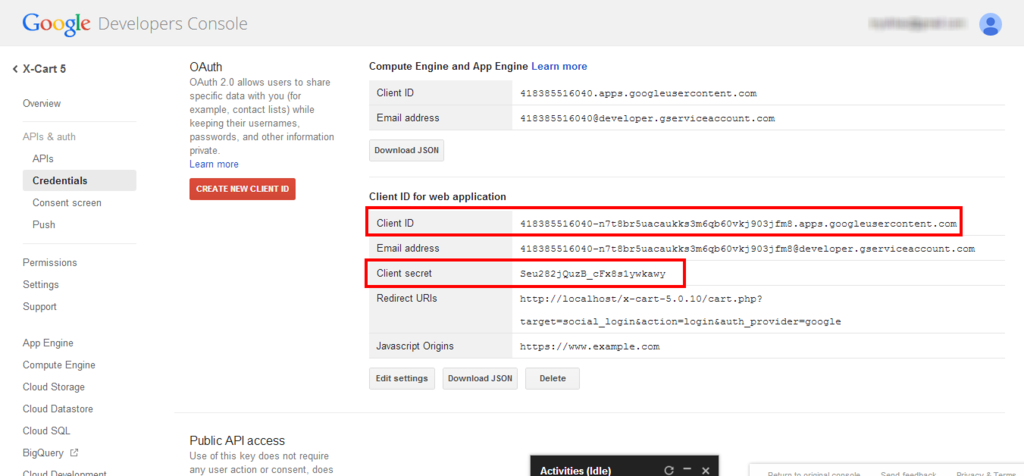 Google Developers Console
X-Cart 5
Overview
APIs & auth
APIs
Credentials
Consent screen
Push
Permissions
Settings
Support
App Engine
Compute Engine
Cloud Storage
Cloud Datastore
Cloud SQL
BigQuery
Cloud Development
OAuth
OAuth 2.0 allows users to share
specific data with you (for
example, contact lists) while
keeping their usernames,
passwords, and other information
private.
Learn more
CREATE NEW CLIENT ID
Compute Engine and App Engine Learn more
Client ID 418385516040.apps.googleusercontent.com
Email address 418385516040@developer.gserviceaccount.com
Download JSON
Client ID for web application
Client ID 418385516040-n7t8br5uacaukks3m6qb60vkj903jfm8.apps.googleusercontent.com
Email address 418385516040-n7t8br5uacaukks3m6qb60vkj903jfm8@developer.gserviceaccount.com
Client secret Seu282jQuzB_cFx8s1ywkawy
Redirect URIs http://localhost/x-cart-5.0.10/cart.php?
target=social_login&action=login&auth_provider=google
Javascript Origins https://www.example.com
Edit settings Download JSON Delete
Public API access
Use of this key does not require
any user action or consent, does
Activities (Idle)
Return to original console Send feedback Privacy & Terms